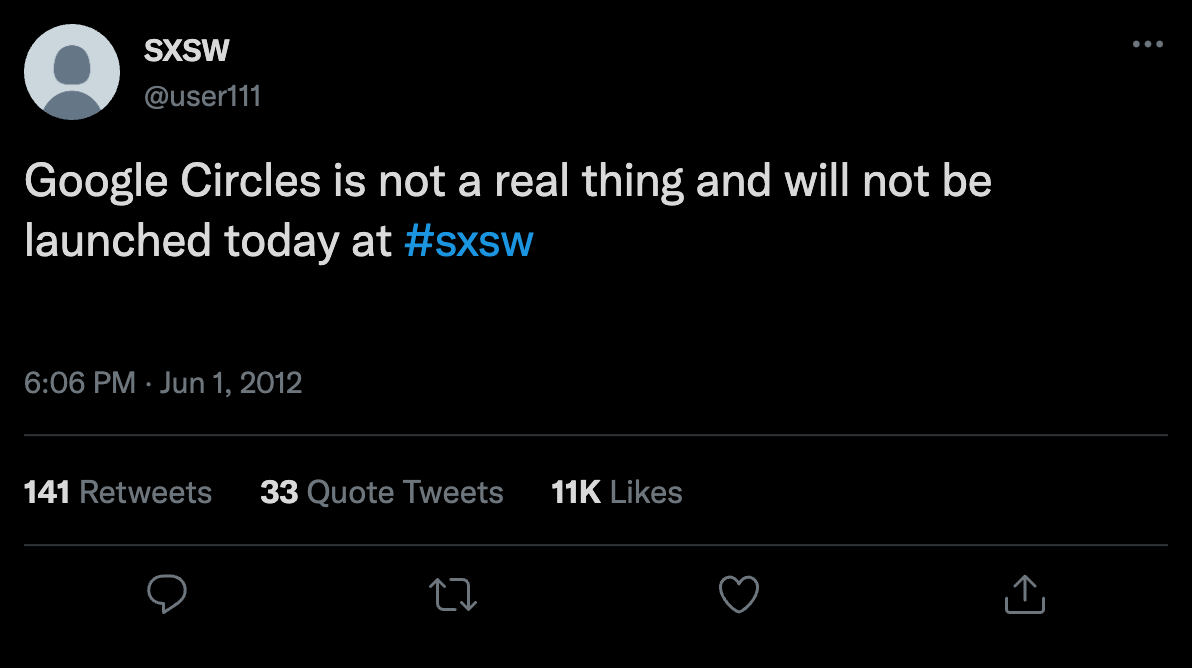 SXSW
@user111
Google Circles is not a real thing and will not be
launched today at #sxsw
6:06 PM · Jun 1, 2012
141 Retweets 33 Quote Tweets 11K Likes